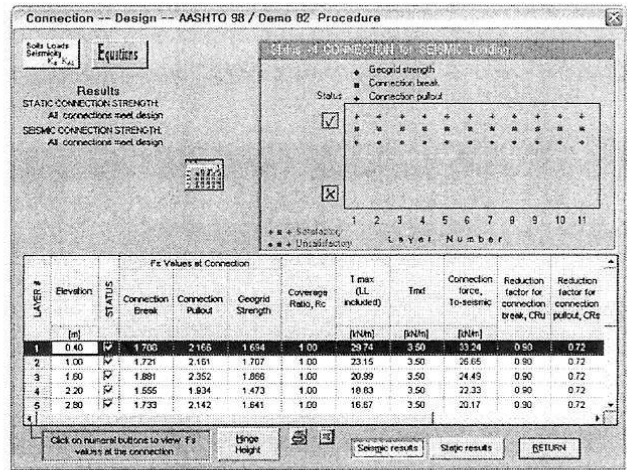 Connection -- Design -- AASHTO 98 / Demo 82 Procedure
Soils Loads
Seismicity
Equations
Results
STATIC CONNECTION STRENGTH:
All connections meet design
SEISMIC CONNECTION STRENGTH:
All connections meet design
Status of CONNECTION for SEISMIC Loading
Geogrid strength
Connection break
Connection pullout
Status
1 2 3 4 5 6 7 8 9 10 11
Layer Number
Satisfactory
Unsatisfactory
Fs Values at Connection
LAYER # Elevation STATUS Connection Break Connection Pullout Geogrid Strength Coverage Ratio, Rc T max (LL included) Tmd Connection force, To-seismic Reduction factor for connection break, CRu Reduction factor for connection pullout, CRs
[m] [kN/m] [kN/m] [kN/m]
1 0.40 1.708 2.166 1.694 1.00 29.74 3.50 33.24 0.90 0.72
2 1.00 1.721 2.161 1.707 1.00 23.15 3.50 26.65 0.90 0.72
3 1.60 1.881 2.352 1.866 1.00 20.99 3.50 24.49 0.90 0.72
4 2.20 1.555 1.934 1.473 1.00 18.83 3.50 22.33 0.90 0.72
5 2.80 1.733 2.142 1.641 1.00 16.67 3.50 20.17 0.90 0.72
Click on numeral buttons to view Fs
values at the connection
Hinge
Height
Seismic results
Static results
RETURN